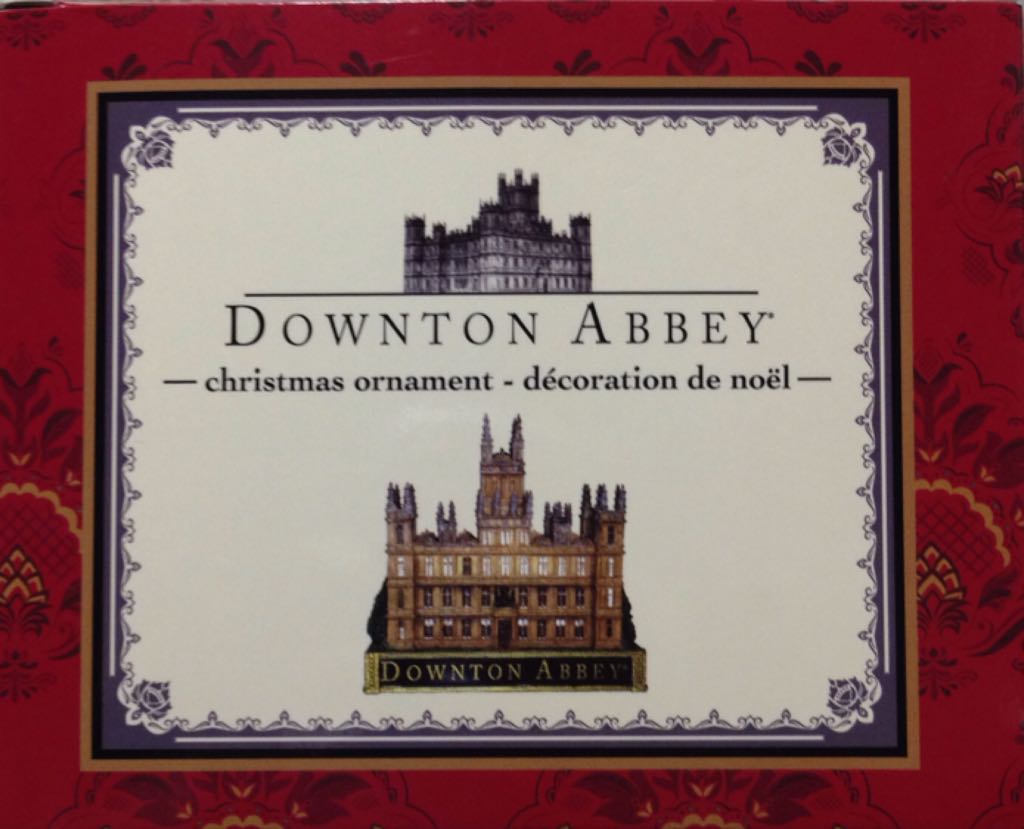 DOWNTON ABBEY®
— christmas ornament - décoration de noël —
DOWNTON ABBEY®